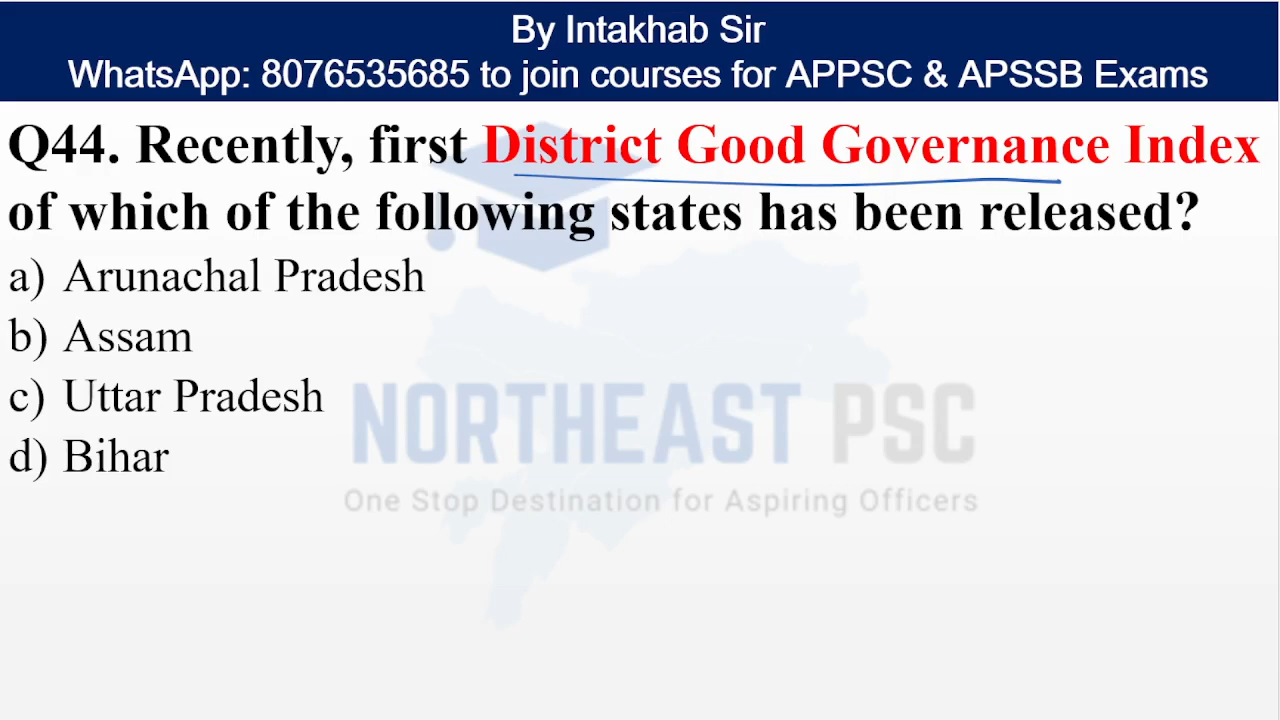 By Intakhab Sir
WhatsApp: 8076535685 to join courses for APPSC & APSSB Exams
Q44. Recently, first District Good Governance Index
of which of the following states has been released?
a) Arunachal Pradesh
b) Assam
c) Uttar Pradesh
d) Bihar
NORTHEAST PSC
One Stop Destination for Aspiring Officers